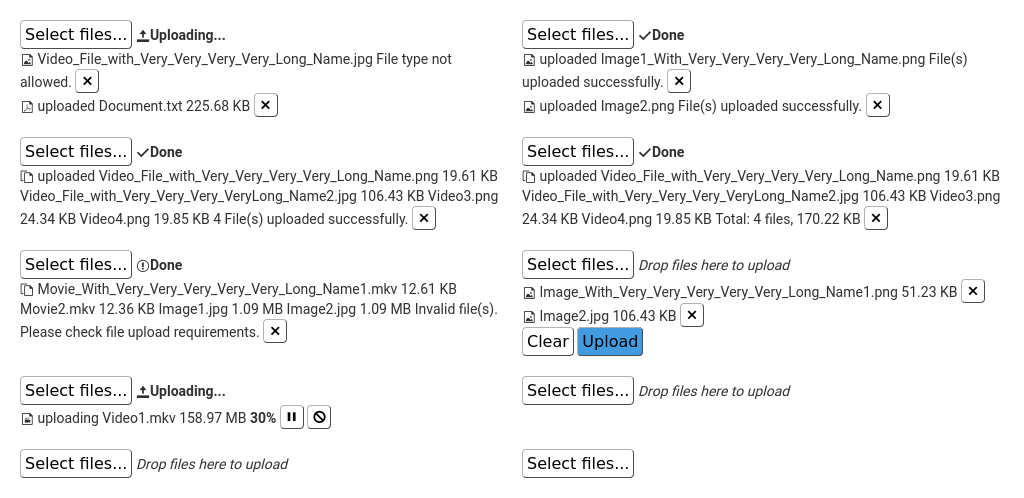 Select files... Uploading...
Video_File_with_Very_Very_Very_Very_Long_Name.jpg File type not
allowed.
uploaded Document.txt 225.68 KB
Select files... Done
uploaded Image1_With_Very_Very_Very_Very_Long_Name.png File(s)
uploaded successfully.
uploaded Image2.png File(s) uploaded successfully.
Select files... Done
uploaded Video_File_with_Very_Very_Very_Very_Long_Name.png 19.61 KB
Video_File_with_Very_Very_Very_VeryLong_Name2.jpg 106.43 KB Video3.png
24.34 KB Video4.png 19.85 KB 4 File(s) uploaded successfully.
Select files... Done
uploaded Video_File_with_Very_Very_Very_Very_Long_Name.png 19.61 KB
Video_File_with_Very_Very_Very_VeryLong_Name2.jpg 106.43 KB Video3.png
24.34 KB Video4.png 19.85 KB Total: 4 files, 170.22 KB
Select files... Done
Movie_With_Very_Very_Very_Very_Very_Long_Name1.mkv 12.61 KB
Movie2.mkv 12.36 KB Image1.jpg 1.09 MB Image2.jpg 1.09 MB Invalid file(s).
Please check file upload requirements.
Select files... Drop files here to upload
Image_With_Very_Very_Very_Very_Very_Long_Name1.png 51.23 KB
Image2.jpg 106.43 KB
Clear Upload
Select files... Uploading...
uploading Video1.mkv 158.97 MB 30%
Select files... Drop files here to upload
Select files... Drop files here to upload
Select files...